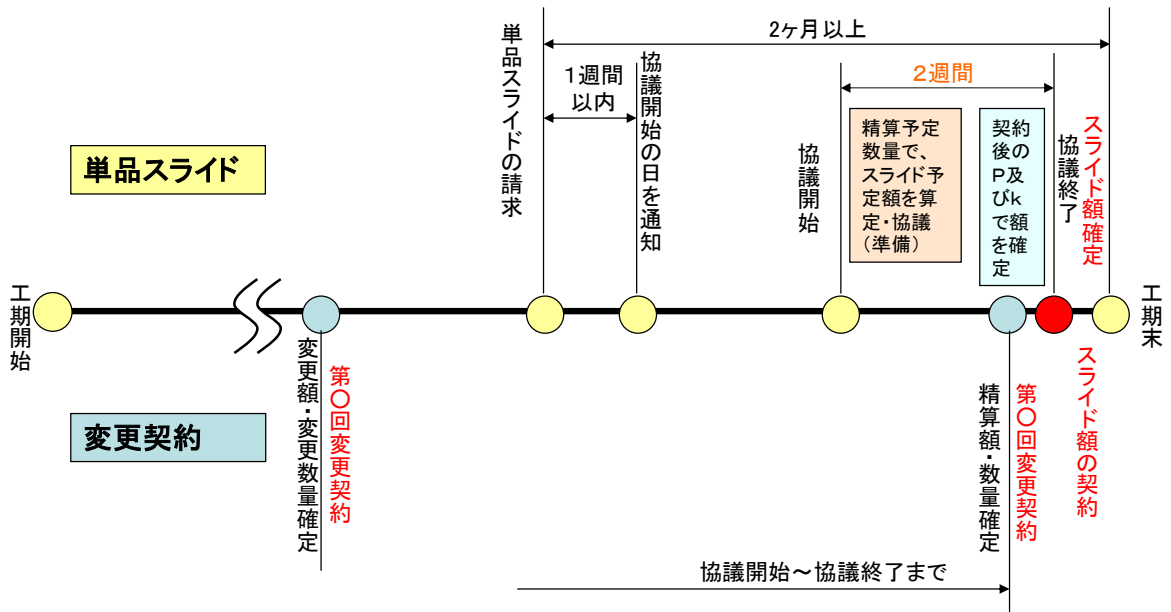 2ヶ月以上
単品スライドの請求
1週間
以内
協議開始の日を通知
2週間
協議開始
精算予定
数量で、
スライド予
定額を算
定・協議
(準備)
契約
後の
P及
びk
で額
を確
定
協議終了
スライド額確定
単品スライド
工期開始
工期末
変更額・変更数量確定
第〇回変更契約
精算額・数量確定
第〇回変更契約
スライド額の契約
変更契約
協議開始～協議終了まで